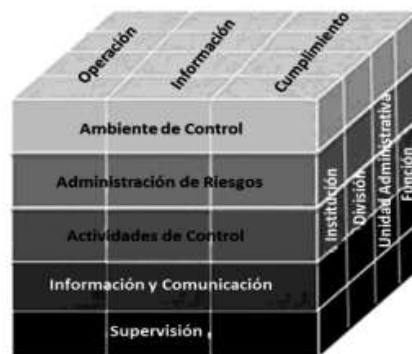 Operación
Información
Cumplimiento
Ambiente de Control
Administración de Riesgos
Actividades de Control
Información y Comunicación
Supervisión
Institución
División
Unidad Administrativa
Función